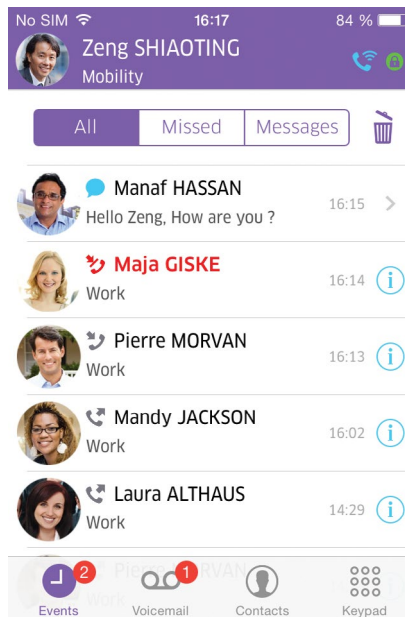 No SIM 16:17 84 %
Zeng SHIAOTING
Mobility
All Missed Messages
Manaf HASSAN
Hello Zeng, How are you ?
16:15
Maja GISKE
Work
16:14
Pierre MORVAN
Work
16:13
Mandy JACKSON
Work
16:02
Laura ALTHAUS
Work
14:29
2 1
Events Voicemail Contacts Keypad